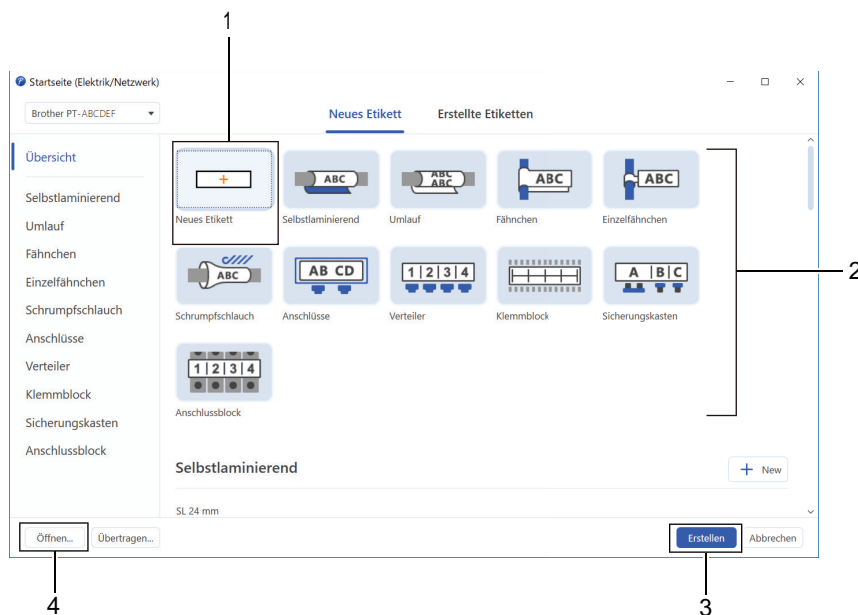 1
Startseite (Elektrik/Netzwerk)
Brother PT-ABCDEF
Neues Etikett
Erstellte Etiketten
Übersicht
Selbstlaminierend
Umlauf
Fähnchen
Einzelfähnchen
Schrumpfschlauch
Anschlüsse
Verteiler
Klemmblock
Sicherungskasten
Anschlussblock
ABC
ABC
ABC
ABC
ABC
Neues Etikett
Selbstlaminierend
Umlauf
Fähnchen
Einzelfähnchen
ABC
AB CD
1|2|3|4
A |B|C
Schrumpfschlauch
Anschlüsse
Verteiler
Klemmblock
Sicherungskasten
1|2|3|4
Anschlussblock
2
Selbstlaminierend
+ New
SL 24 mm
Öffnen...
Übertragen...
Erstellen
Abbrechen
4
3